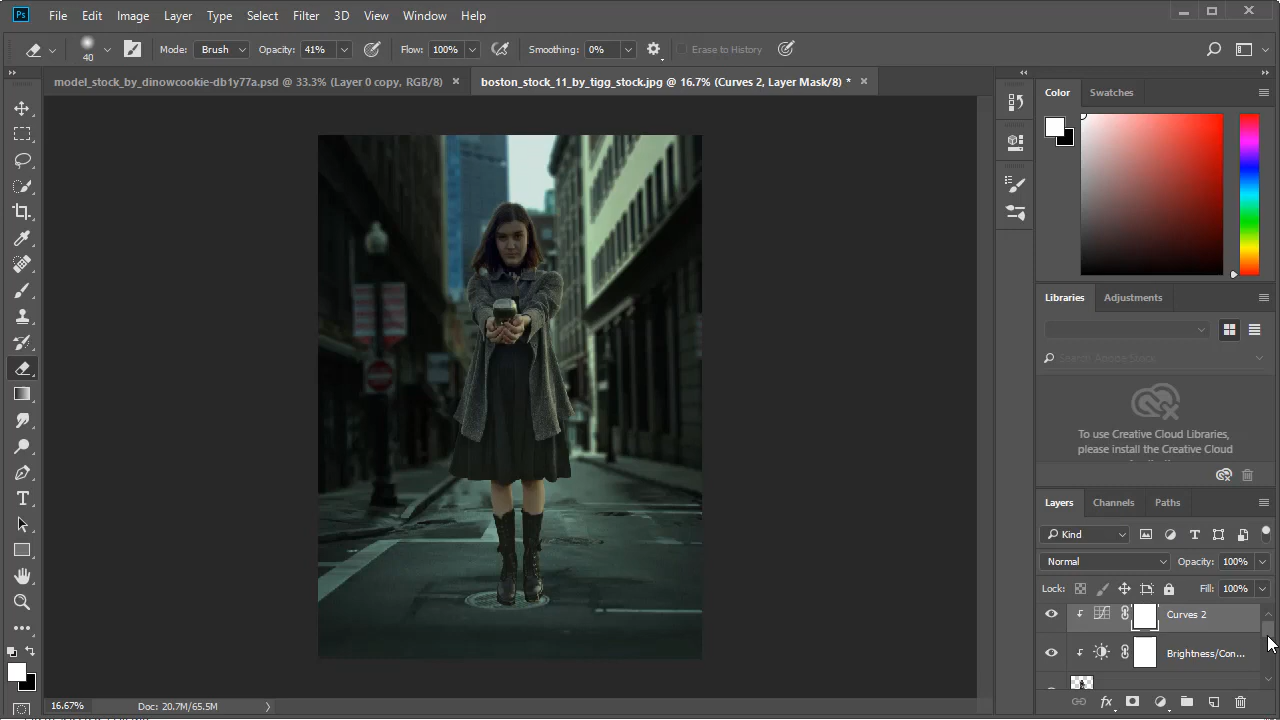 Ps File Edit Image Layer Type Select Filter 3D View Window Help
40 Mode: Brush Opacity: 41% Flow: 100% Smoothing: 0% Erase to History
model_stock_by_dinowcookie-db1y77a.psd @ 33.3% (Layer 0 copy, RGB/8) × boston_stock_11_by_tigg_stock.jpg @ 16.7% (Curves 2, Layer Mask/8) * ×
Color Swatches
Libraries Adjustments
Search Adobe Stock
To use Creative Cloud Libraries,
please install the Creative Cloud
Layers Channels Paths
Kind
Normal Opacity: 100%
Lock: Fill: 100%
Curves 2
Brightness/Con...
16.67% Doc: 20.7M/65.5M